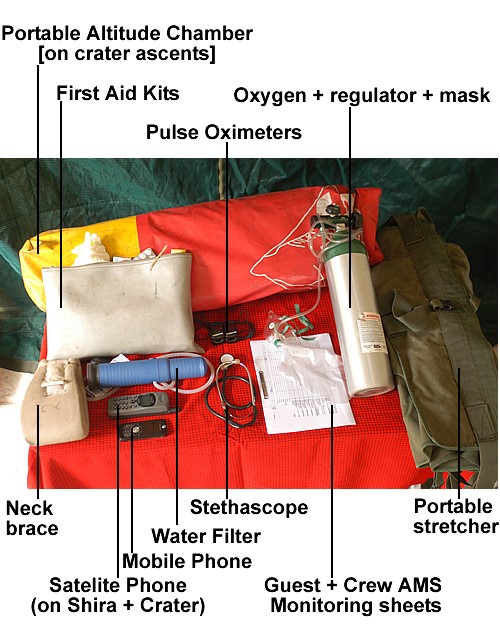 Portable Altitude Chamber
[on crater ascents]
First Aid Kits
Oxygen + regulator + mask
Pulse Oximeters
Neck
brace
Stethascope
Portable
stretcher
Water Filter
Mobile Phone
Satelite Phone
(on Shira + Crater)
Guest + Crew AMS
Monitoring sheets